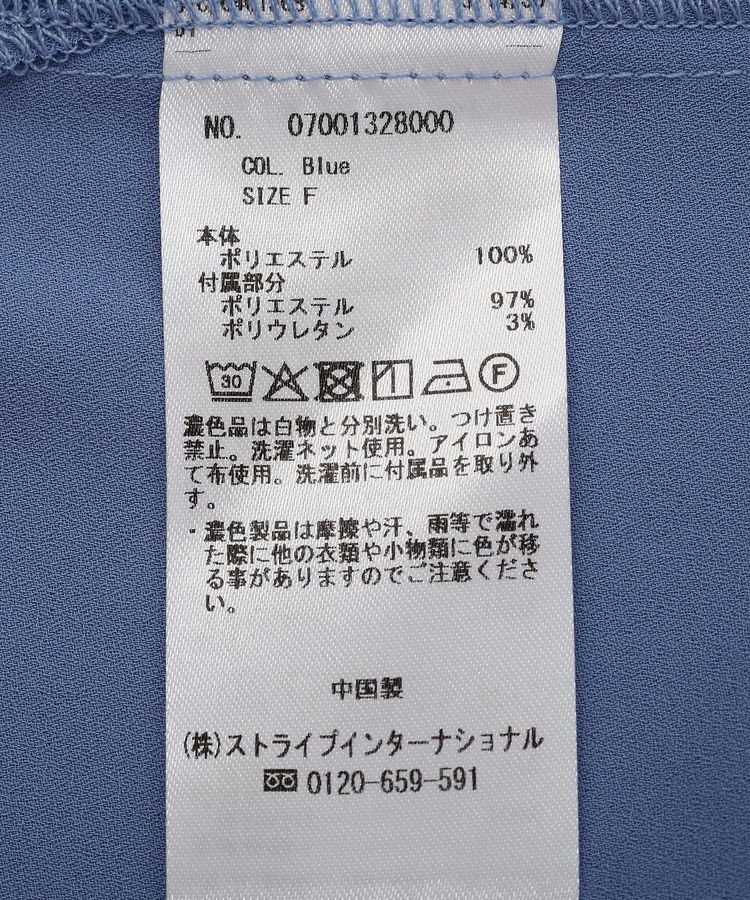 NO. 07001328000
COL. Blue
SIZE F
本体
ポリエステル 100%
付属部分
ポリエステル 97%
ポリウレタン 3%
30 F
濃色品は白物と分別洗い。つけ置き
禁止。洗濯ネット使用。アイロンあ
て布使用。洗濯前に付属品を取り外
す。
・濃色製品は摩擦や汗、雨等で濡れ
た際に他の衣類や小物類に色が移
る事がありますのでご注意くださ
い。
中国製
(株)ストライプインターナショナル
0120-659-591